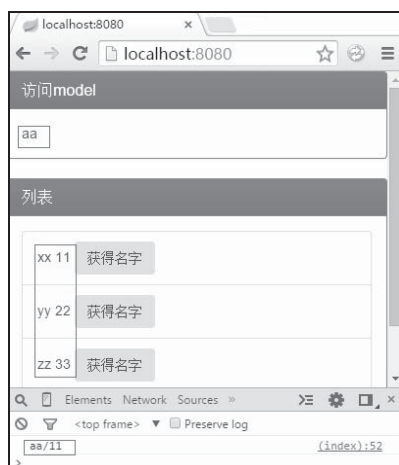 localhost:8080 ×
localhost:8080
访问model
aa
列表
xx 11 获得名字
yy 22 获得名字
zz 33 获得名字
Elements Network Sources »
<top frame> ▼ Preserve log
aa/11 (index):52
>